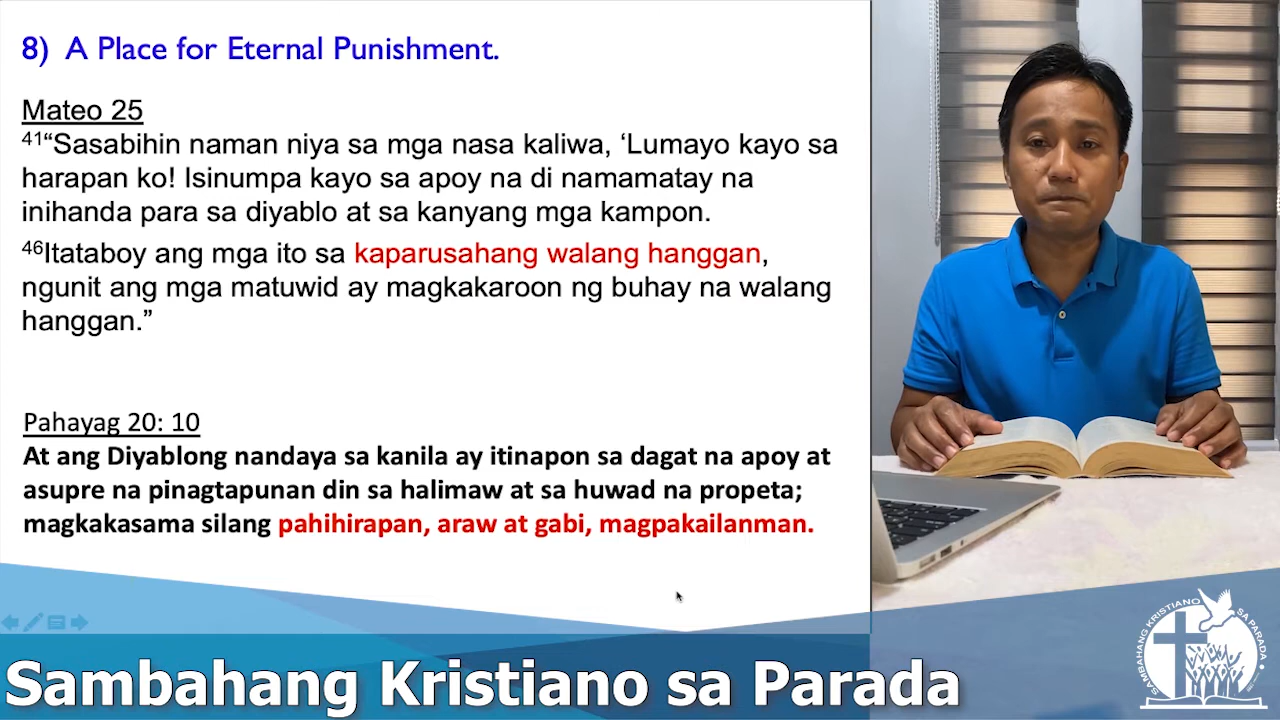 8) A Place for Eternal Punishment.
Mateo 25
41“Sasabihin naman niya sa mga nasa kaliwa, ‘Lumayo kayo sa
harapan ko! Isinumpa kayo sa apoy na di namamatay na
inihanda para sa diyablo at sa kanyang mga kampon.
46Itataboy ang mga ito sa kaparusahang walang hanggan,
ngunit ang mga matuwid ay magkakaroon ng buhay na walang
hanggan.”
Pahayag 20: 10
At ang Diyablong nandaya sa kanila ay itinapon sa dagat na apoy at
asupre na pinagtapunan din sa halimaw at sa huwad na propeta;
magkakasama silang pahihirapan, araw at gabi, magpakailanman.
Sambahang Kristiano sa Parada
SAMBAHANG KRISTIANO SA PARADA